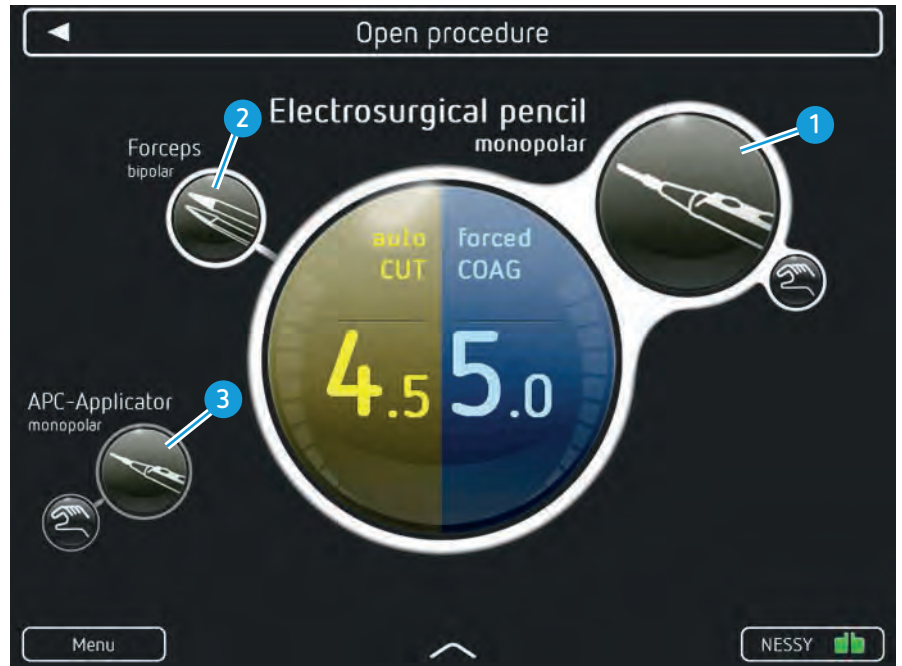 Open procedure
Electrosurgical pencil
monopolar
1
2
Forceps
bipolar
auto
CUT
forced
COAG
4.5
5.0
APC-Applicator
monopolar
3
Menu
NESSY